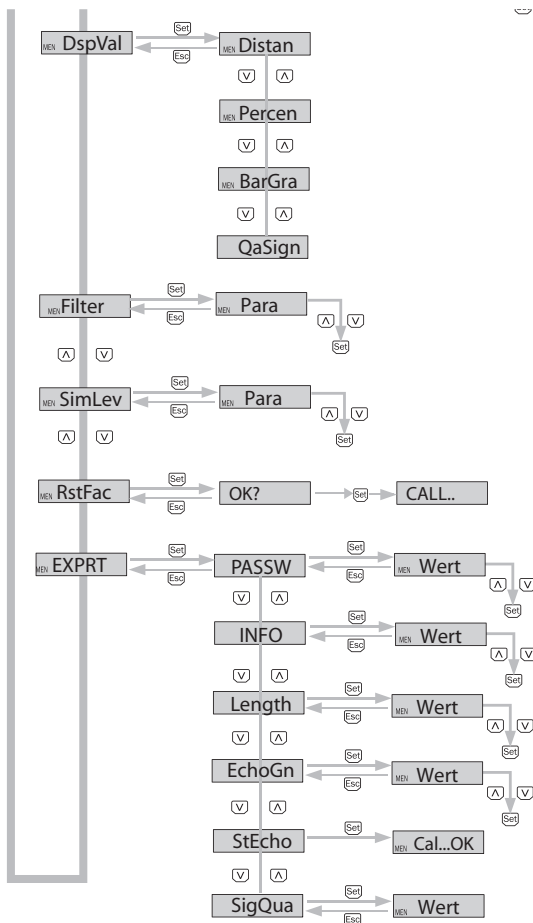 Set
MEN DspVal
MEN Distan
Esc
V Λ
MEN Percen
V Λ
MEN BarGra
V Λ
QaSign
Set
MEN Filter
MEN Para
Esc
Λ V
Set
Λ V
Set
MEN SimLev
MEN Para
Esc
Λ V
Set
Λ V
Set
MEN RstFac
OK?
Set
CALL..
Esc
Set
MEN EXPRT
PASSW
Set
MEN Wert
Esc
Esc
Λ V
Set
V Λ
INFO
Set
MEN Wert
Esc
Λ V
Set
V Λ
Length
Set
MEN Wert
Esc
Λ V
Set
V Λ
EchoGn
Set
MEN Wert
Esc
Λ V
Set
V Λ
StEcho
Set
MEN Cal...OK
V Λ
SigQua
Set
MEN Wert
Esc